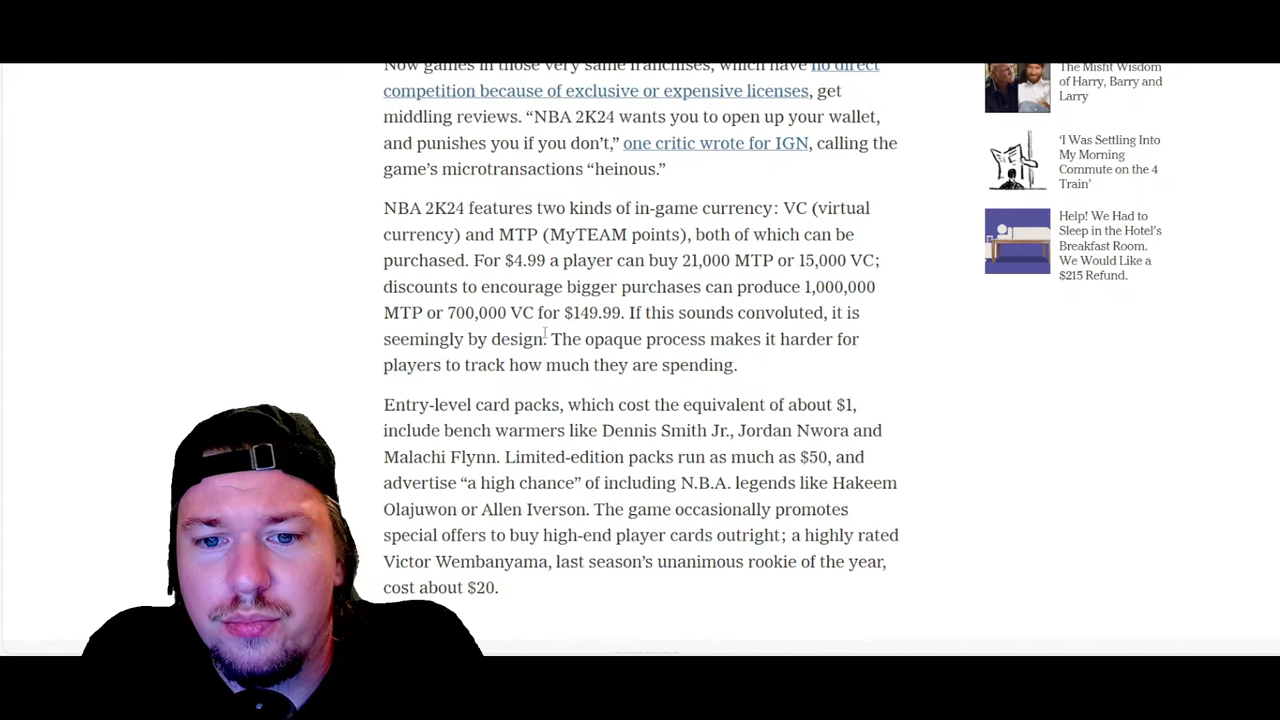 Now games in those very same franchises, which have no direct
competition because of exclusive or expensive licenses, get
middling reviews. “NBA 2K24 wants you to open up your wallet,
and punishes you if you don’t,” one critic wrote for IGN, calling the
game’s microtransactions “heinous.”
NBA 2K24 features two kinds of in-game currency: VC (virtual
currency) and MTP (MyTEAM points), both of which can be
purchased. For $4.99 a player can buy 21,000 MTP or 15,000 VC;
discounts to encourage bigger purchases can produce 1,000,000
MTP or 700,000 VC for $149.99. If this sounds convoluted, it is
seemingly by design. The opaque process makes it harder for
players to track how much they are spending.
Entry-level card packs, which cost the equivalent of about $1,
include bench warmers like Dennis Smith Jr., Jordan Nwora and
Malachi Flynn. Limited-edition packs run as much as $50, and
advertise “a high chance” of including N.B.A. legends like Hakeem
Olajuwon or Allen Iverson. The game occasionally promotes
special offers to buy high-end player cards outright; a highly rated
Victor Wembanyama, last season’s unanimous rookie of the year,
cost about $20.
The Misfit Wisdom
of Harry, Barry and
Larry
‘I Was Settling Into
My Morning
Commute on the 4
Train’
Help! We Had to
Sleep in the Hotel’s
Breakfast Room.
We Would Like a
$215 Refund.